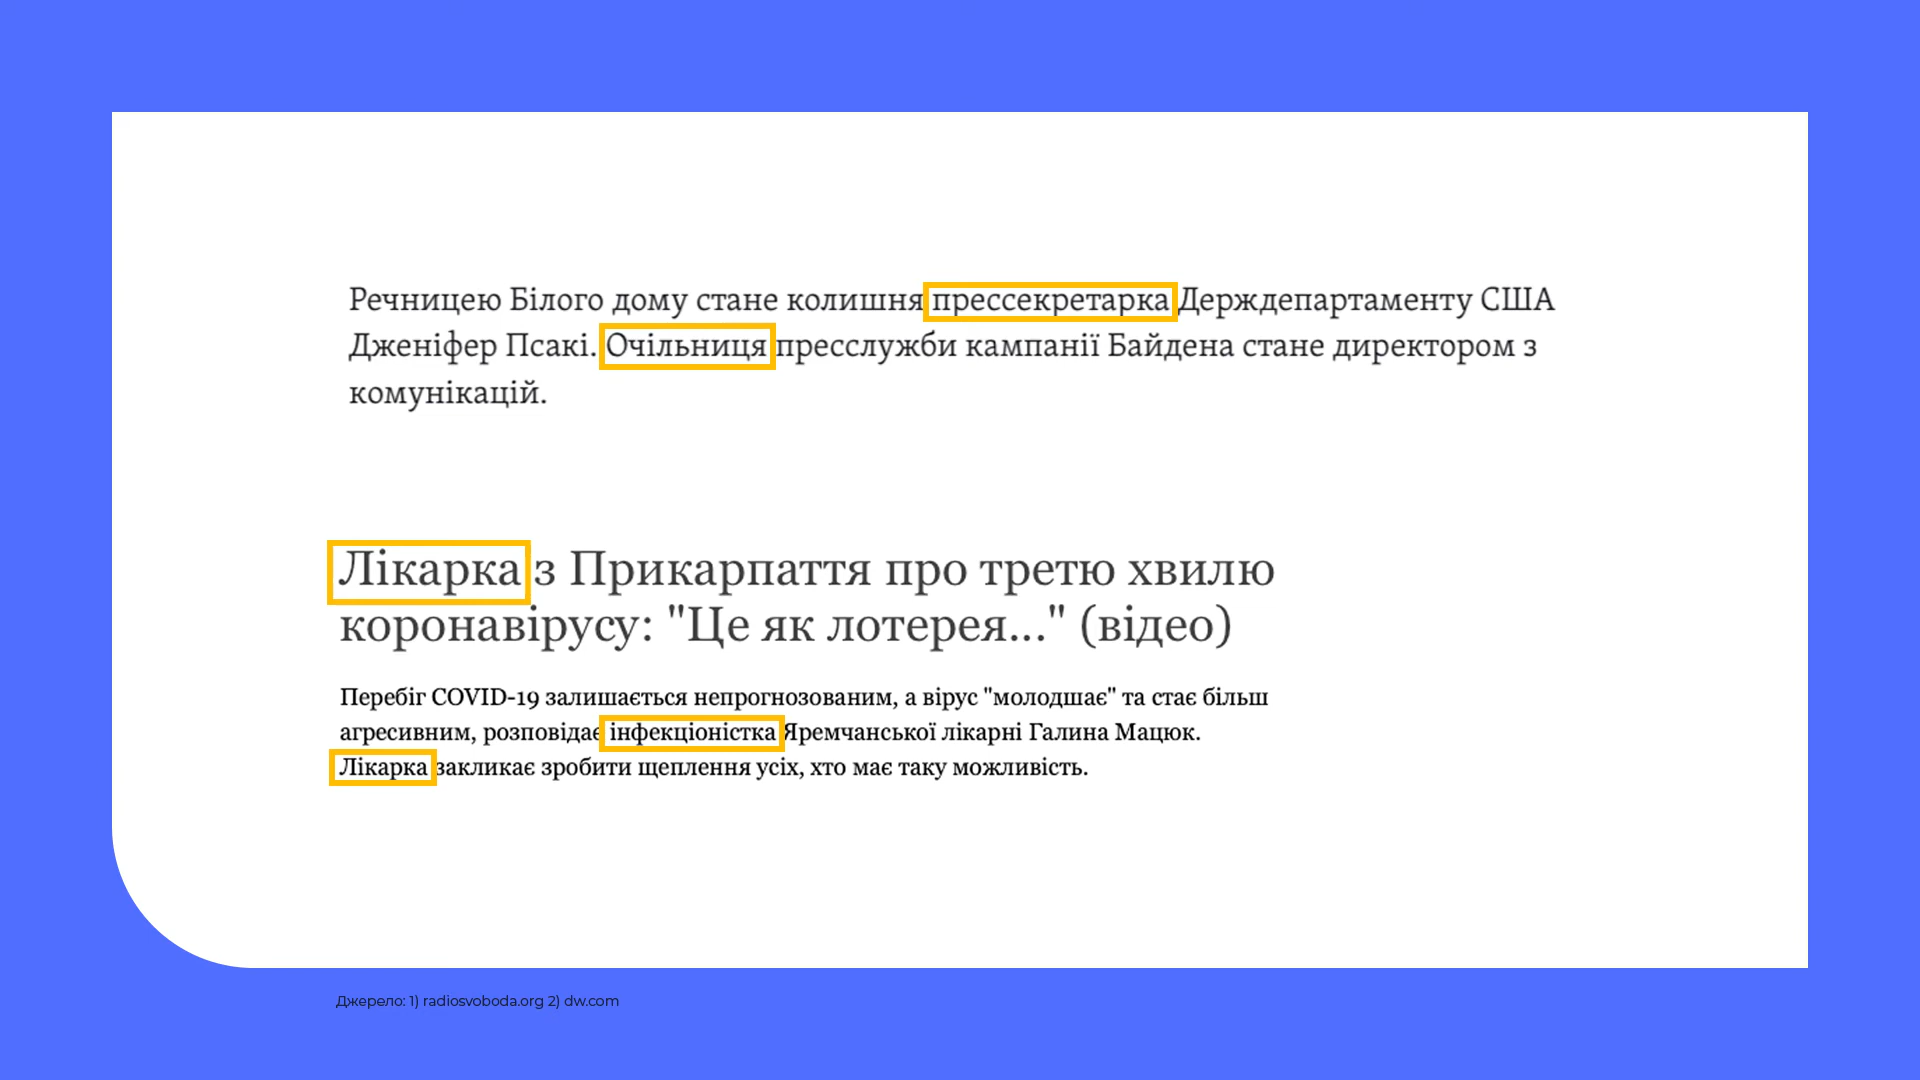 Речницею Білого дому стане колишня прессекретарка Держдепартаменту США
Дженіфер Псакі. Очільниця пресслужби кампанії Байдена стане директором з
комунікацій.
Лікарка з Прикарпаття про третю хвилю
коронавірусу: "Це як лотерея..." (відео)
Перебіг COVID-19 залишається непрогнозованим, а вірус "молодшає" та стає більш
агресивним, розповідає інфекціоністка Яремчанської лікарні Галина Мацюк.
Лікарка закликає зробити щеплення усіх, хто має таку можливість.
Джерело: 1) radiosvoboda.org 2) dw.com